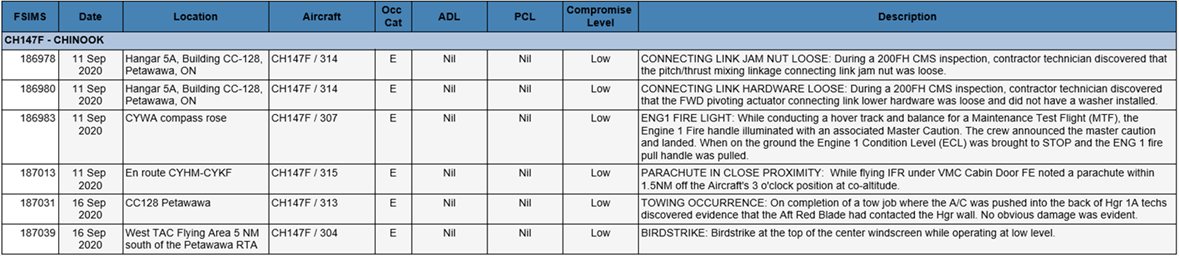 FSIMS Date Location Aircraft Occ Cat ADL PCL Compromise Level Description
CH147F - CHINOOK
186978 11 Sep 2020 Hangar 5A, Building CC-128, Petawawa, ON CH147F / 314 E Nil Nil Low CONNECTING LINK JAM NUT LOOSE: During a 200FH CMS inspection, contractor technician discovered that
the pitch/thrust mixing linkage connecting link jam nut was loose.
186980 11 Sep 2020 Hangar 5A, Building CC-128, Petawawa, ON CH147F / 314 E Nil Nil Low CONNECTING LINK HARDWARE LOOSE: During a 200FH CMS inspection, contractor technician discovered
that the FWD pivoting actuator connecting link lower hardware was loose and did not have a washer installed.
186983 11 Sep 2020 CYWA compass rose CH147F / 307 E Nil Nil Low ENG1 FIRE LIGHT: While conducting a hover track and balance for a Maintenance Test Flight (MTF), the
Engine 1 Fire handle illuminated with an associated Master Caution. The crew announced the master caution
and landed. When on the ground the Engine 1 Condition Level (ECL) was brought to STOP and the ENG 1 fire
pull handle was pulled.
187013 11 Sep 2020 En route CYHM-CYKF CH147F / 315 E Nil Nil Low PARACHUTE IN CLOSE PROXIMITY: While flying IFR under VMC Cabin Door FE noted a parachute within
1.5NM off the Aircraft's 3 o'clock position at co-altitude.
187031 16 Sep 2020 CC128 Petawawa CH147F / 313 E Nil Nil Low TOWING OCCURRENCE: On completion of a tow job where the A/C was pushed into the back of Hgr 1A techs
discovered evidence that the Aft Red Blade had contacted the Hgr wall. No obvious damage was evident.
187039 16 Sep 2020 West TAC Flying Area 5 NM south of the Petawawa RTA CH147F / 304 E Nil Nil Low BIRDSTRIKE: Birdstrike at the top of the center windscreen while operating at low level.